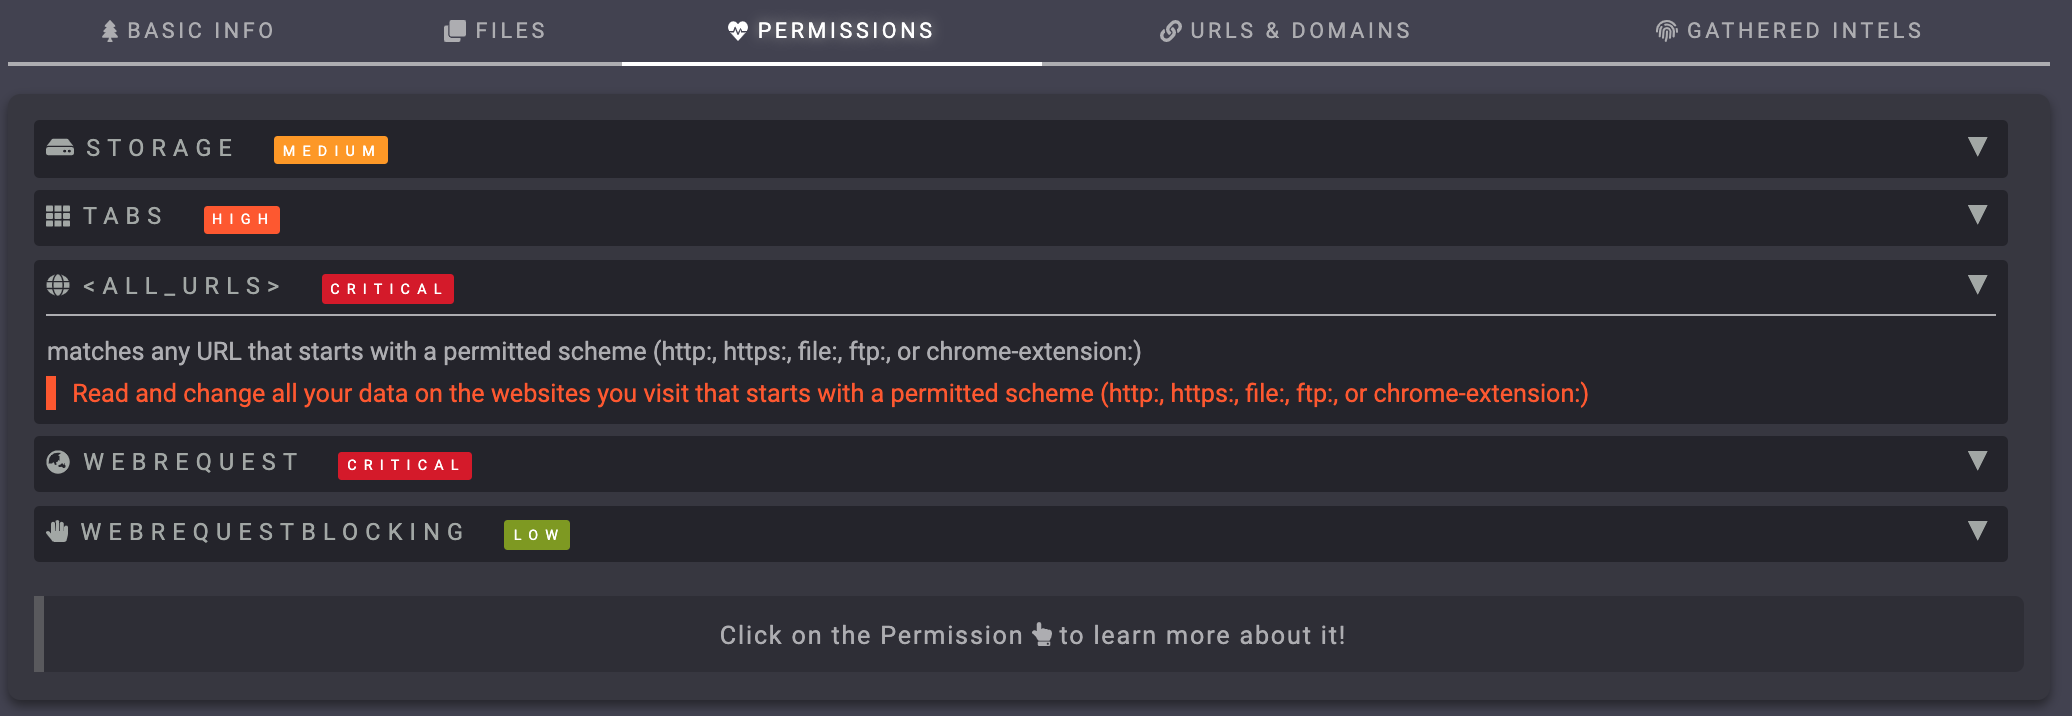 BASIC INFO FILES PERMISSIONS URLS & DOMAINS GATHERED INTELS
STORAGE MEDIUM
TABS HIGH
<ALL_URLS> CRITICAL
matches any URL that starts with a permitted scheme (http:, https:, file:, ftp:, or chrome-extension:)
Read and change all your data on the websites you visit that starts with a permitted scheme (http:, https:, file:, ftp:, or chrome-extension:)
WEBREQUEST CRITICAL
WEBREQUESTBLOCKING LOW
Click on the Permission to learn more about it!